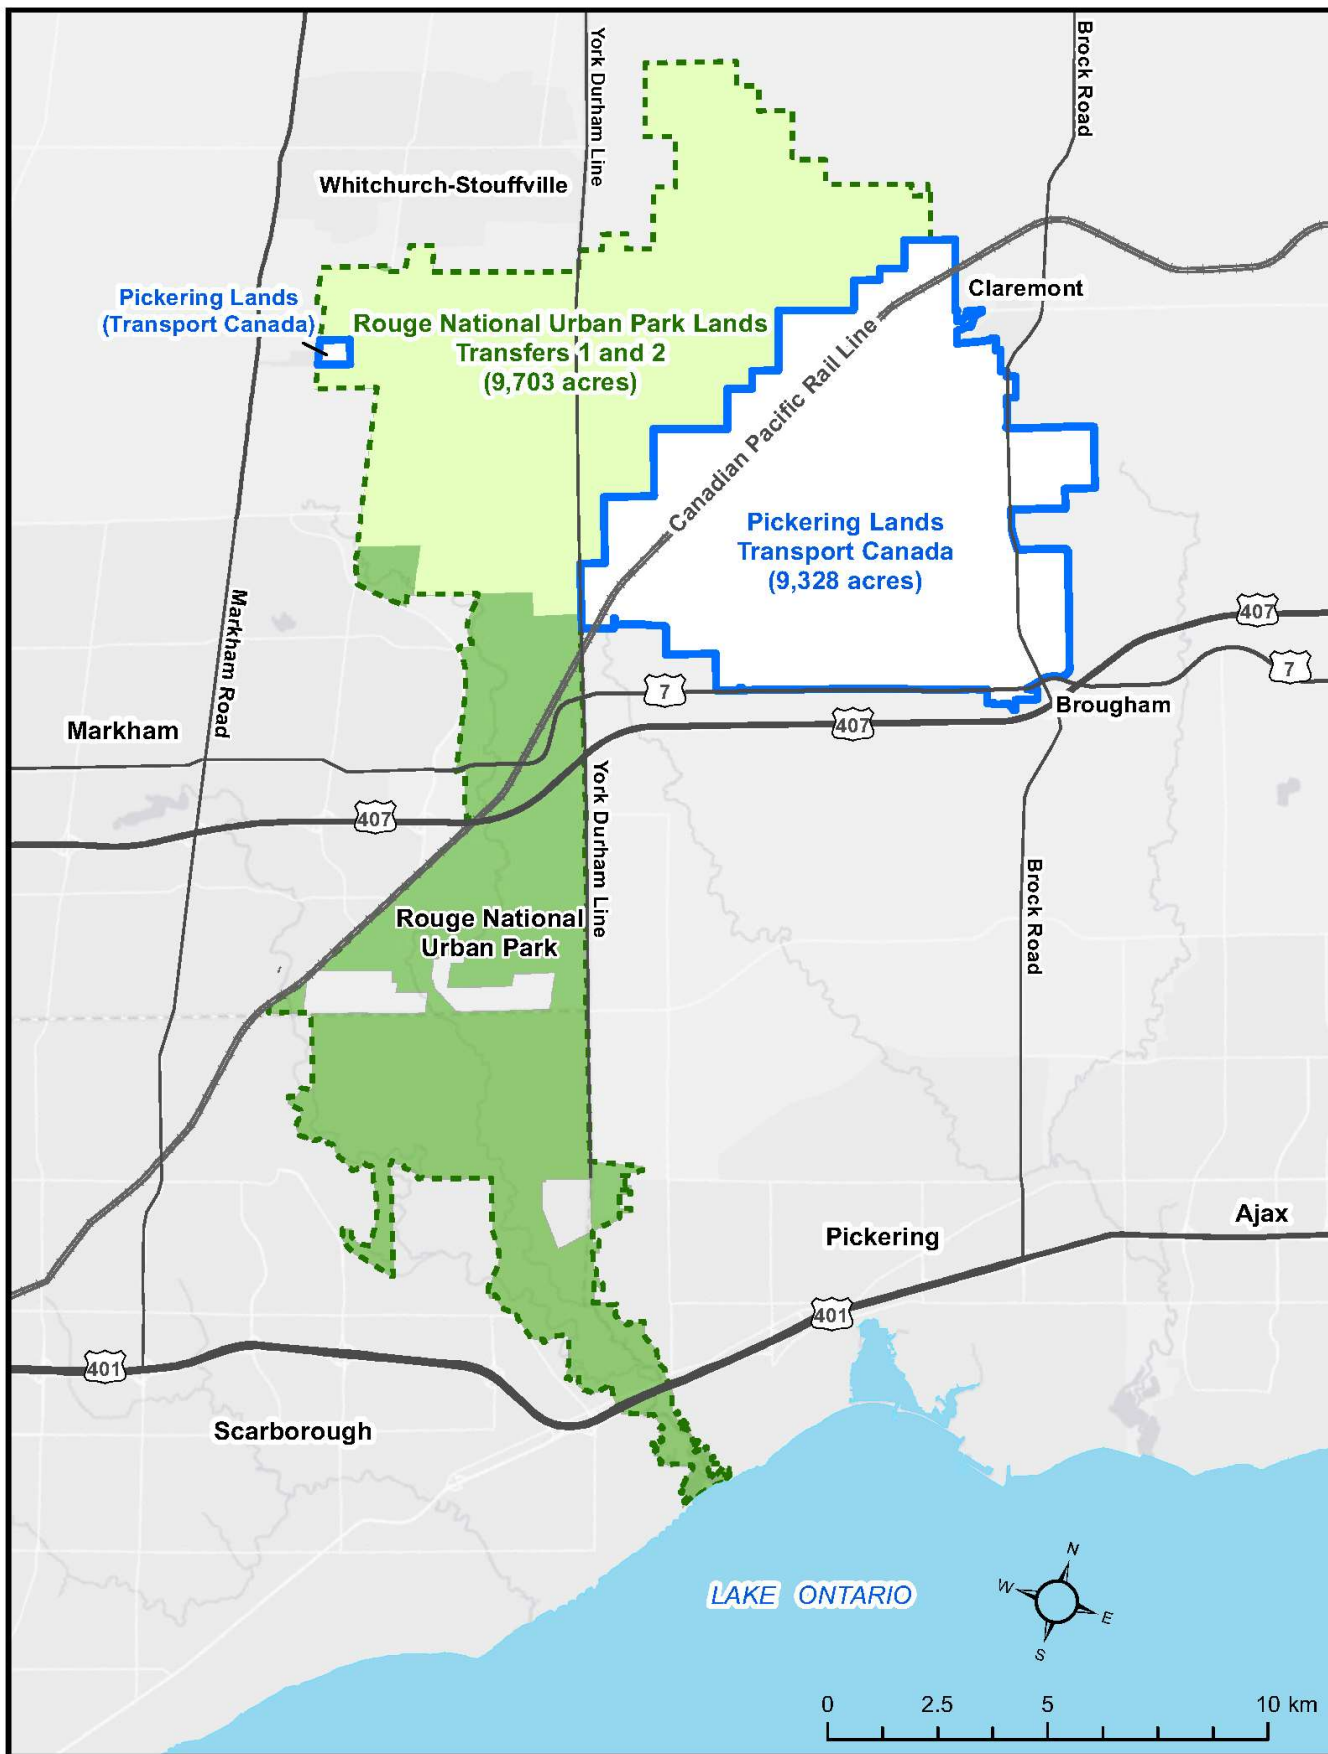 York Durham Line
Brock Road
Whitchurch-Stouffville
Claremont
Pickering Lands
(Transport Canada)
Rouge National Urban Park Lands
Transfers 1 and 2
(9,703 acres)
Canadian Pacific Rail Line
Pickering Lands
Transport Canada
(9,328 acres)
Markham Road
407
7
7
Brougham
407
Markham
407
York Durham Line
Brock Road
Rouge National
Urban Park
Ajax
Pickering
401
401
Scarborough
LAKE ONTARIO
N
W
E
S
0 2.5 5 10 km